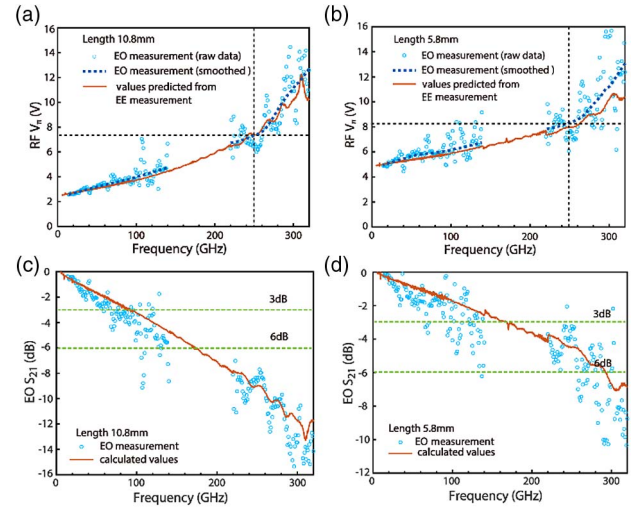 (a)
16
14
12
10
8
6
4
2
0
RF Vπ (V)
Length 10.8mm
EO measurement (raw data)
EO measurement (smoothed )
values predicted from
EE measurement
0
100
200
300
Frequency (GHz)
(b)
16
14
12
10
8
6
4
2
0
RF Vπ (V)
Length 5.8mm
EO measurement (raw data)
EO measurement (smoothed )
values predicted from
EE measurement
0
100
200
300
Frequency (GHz)
(c)
0
-2
-4
-6
-8
-10
-12
-14
-16
EO S21 (dB)
3dB
6dB
Length 10.8mm
EO measurement
calculated values
0
100
200
300
Frequency (GHz)
(d)
0
-2
-4
-6
-8
-10
-12
EO S21 (dB)
3dB
6dB
Length 5.8mm
EO measurement
calculated values
0
100
200
300
Frequency (GHz)